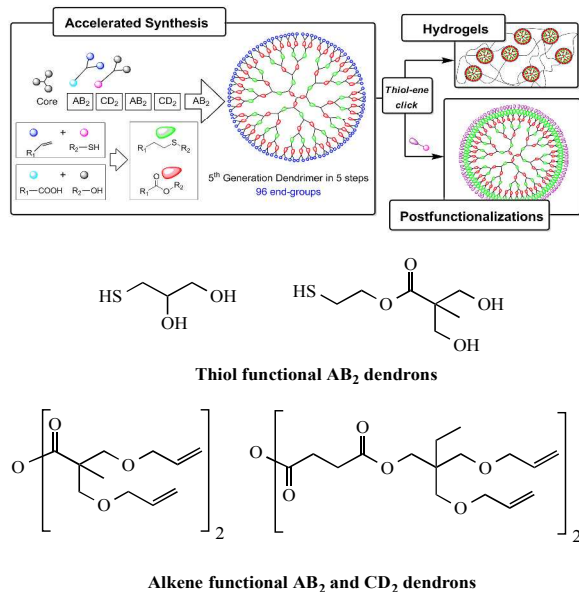 Accelerated Synthesis
Core
AB2 CD2 AB2 CD2 AB2
R1 + R2—SH
R1—COOH + R2—OH
R1 S R2
R1 O O R2
5th Generation Dendrimer in 5 steps
96 end-groups
Thiol-ene
click
Hydrogels
Postfunctionalizations
HS OH
OH
HS O O OH
OH
Thiol functional AB2 dendrons
O O O
O
2
O O O O O
O
2
Alkene functional AB2 and CD2 dendrons